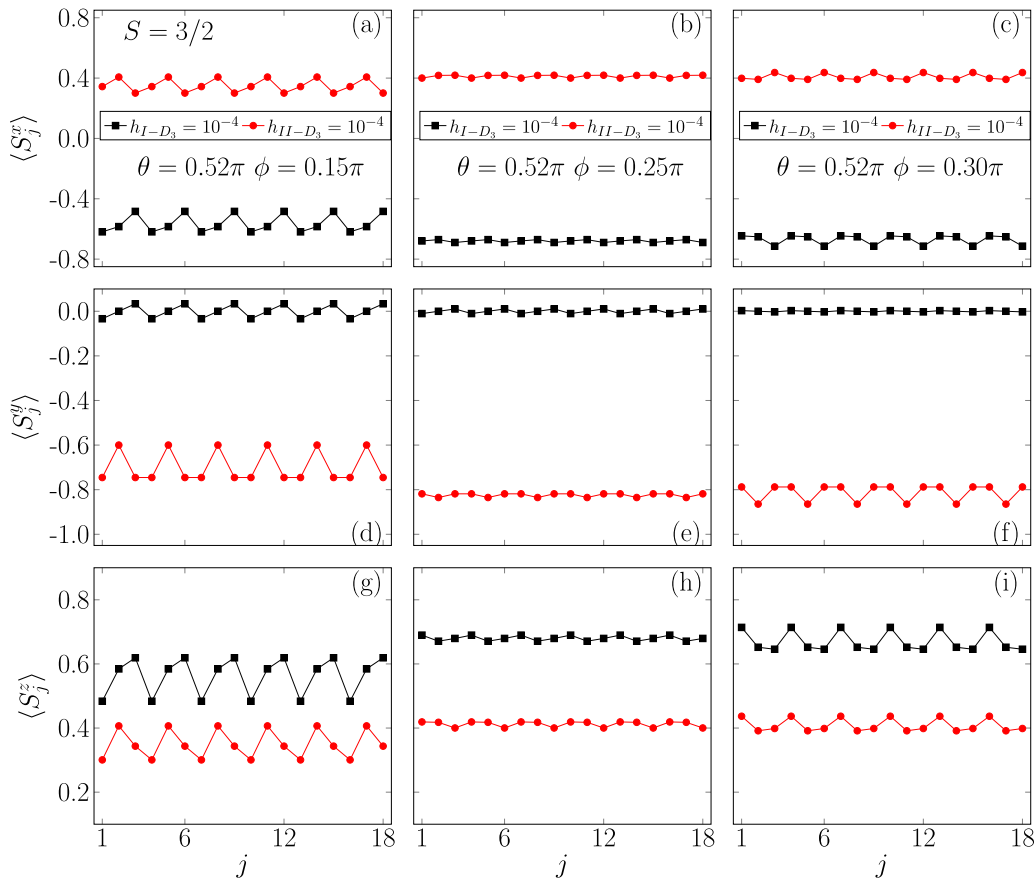 (a) (b) (c)
S = 3/2
0.8
0.4
0.0
-0.4
-0.8
⟨S_j^x⟩
h_{I−D_3} = 10^{−4} h_{II−D_3} = 10^{−4}
h_{I−D_3} = 10^{−4} h_{II−D_3} = 10^{−4}
h_{I−D_3} = 10^{−4} h_{II−D_3} = 10^{−4}
θ = 0.52π ϕ = 0.15π
θ = 0.52π ϕ = 0.25π
θ = 0.52π ϕ = 0.30π
0.0
-0.2
-0.4
-0.6
-0.8
-1.0
⟨S_j^y⟩
(d) (e) (f)
(g) (h) (i)
0.8
0.6
0.4
0.2
⟨S_j^z⟩
1 6 12 18
1 6 12 18
1 6 12 18
j j j